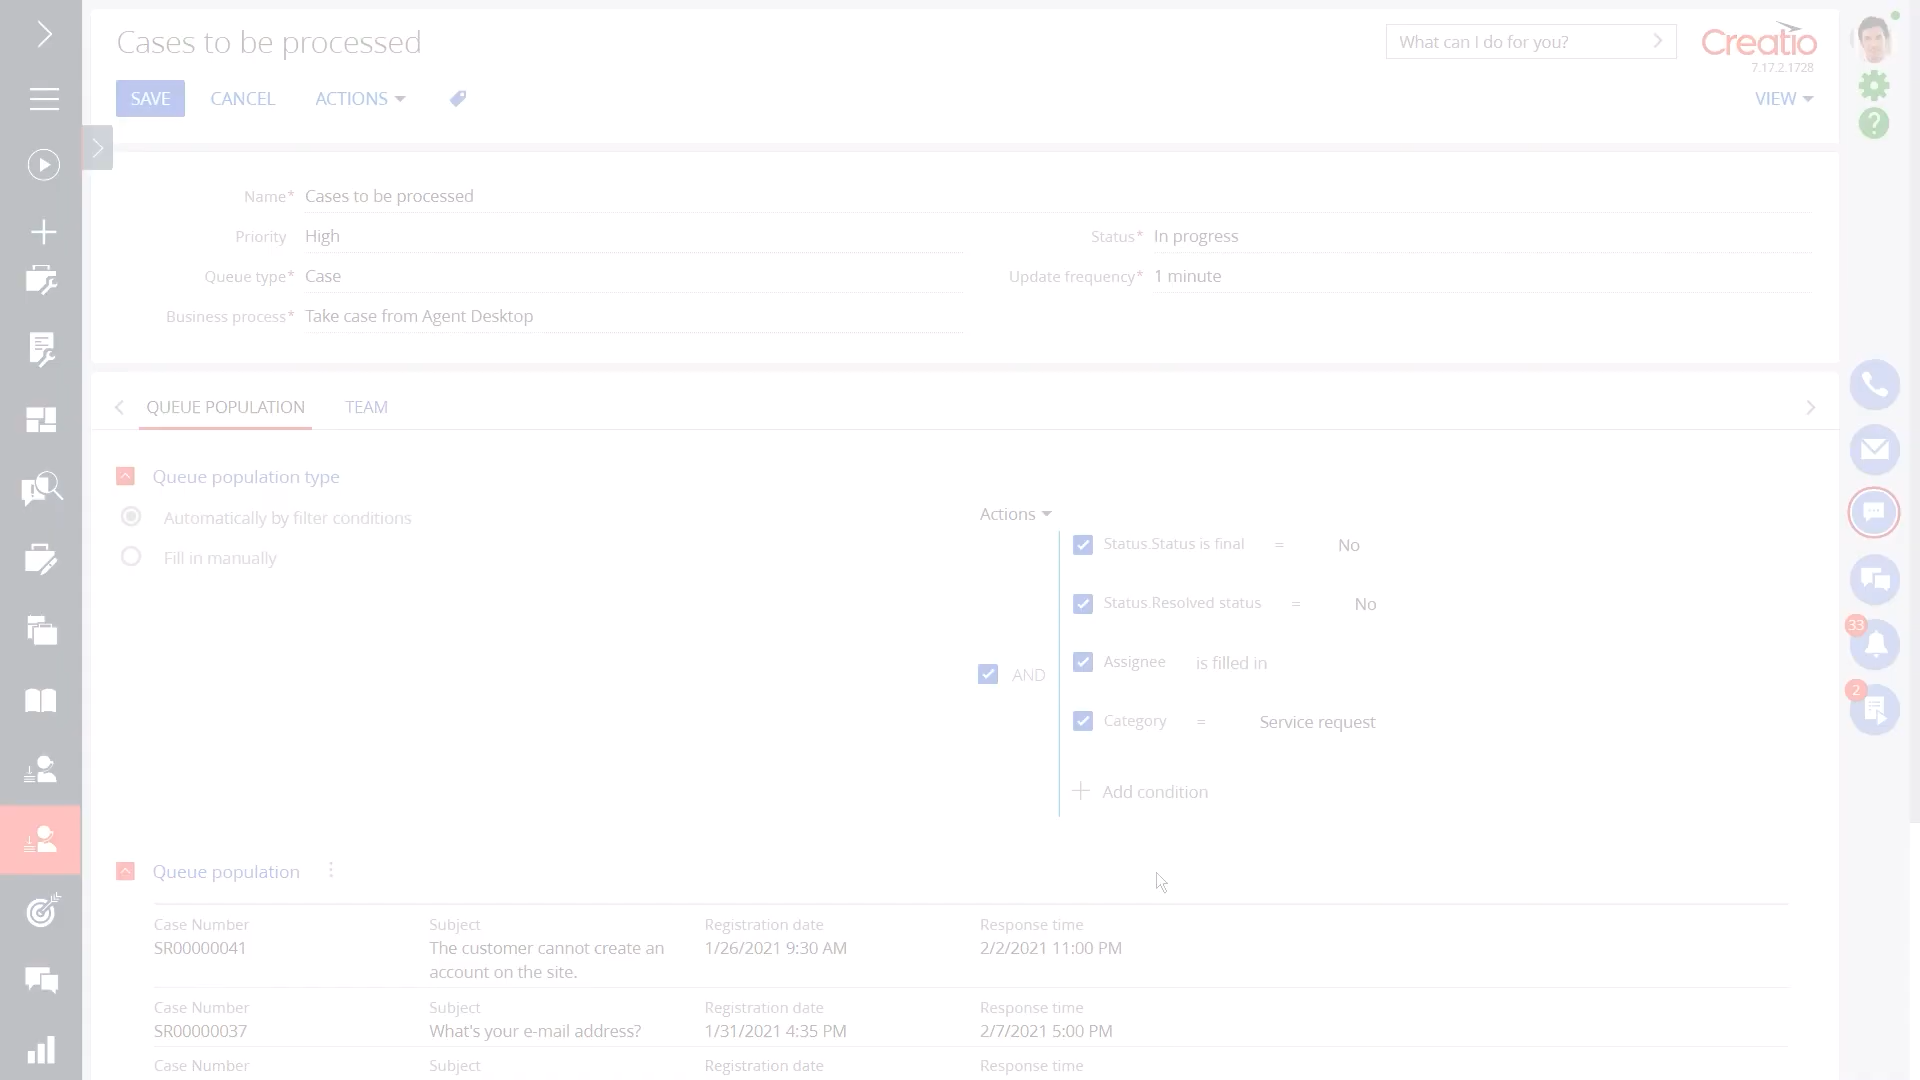 Cases to be processed
What can I do for you?
Creatio
7.17.2.1728
SAVE CANCEL ACTIONS VIEW
Name* Cases to be processed
Priority High Status* In progress
Queue type* Case Update frequency* 1 minute
Business process* Take case from Agent Desktop
QUEUE POPULATION TEAM
Queue population type
Automatically by filter conditions
Fill in manually
Actions
Status.Status is final = No
Status.Resolved status = No
AND
Assignee is filled in
Category = Service request
Add condition
33
2
Queue population
Case Number Subject Registration date Response time
SR00000041 The customer cannot create an 1/26/2021 9:30 AM 2/2/2021 11:00 PM
account on the site.
Case Number Subject Registration date Response time
SR00000037 What's your e-mail address? 1/31/2021 4:35 PM 2/7/2021 5:00 PM
Case Number Subject Registration date Response time